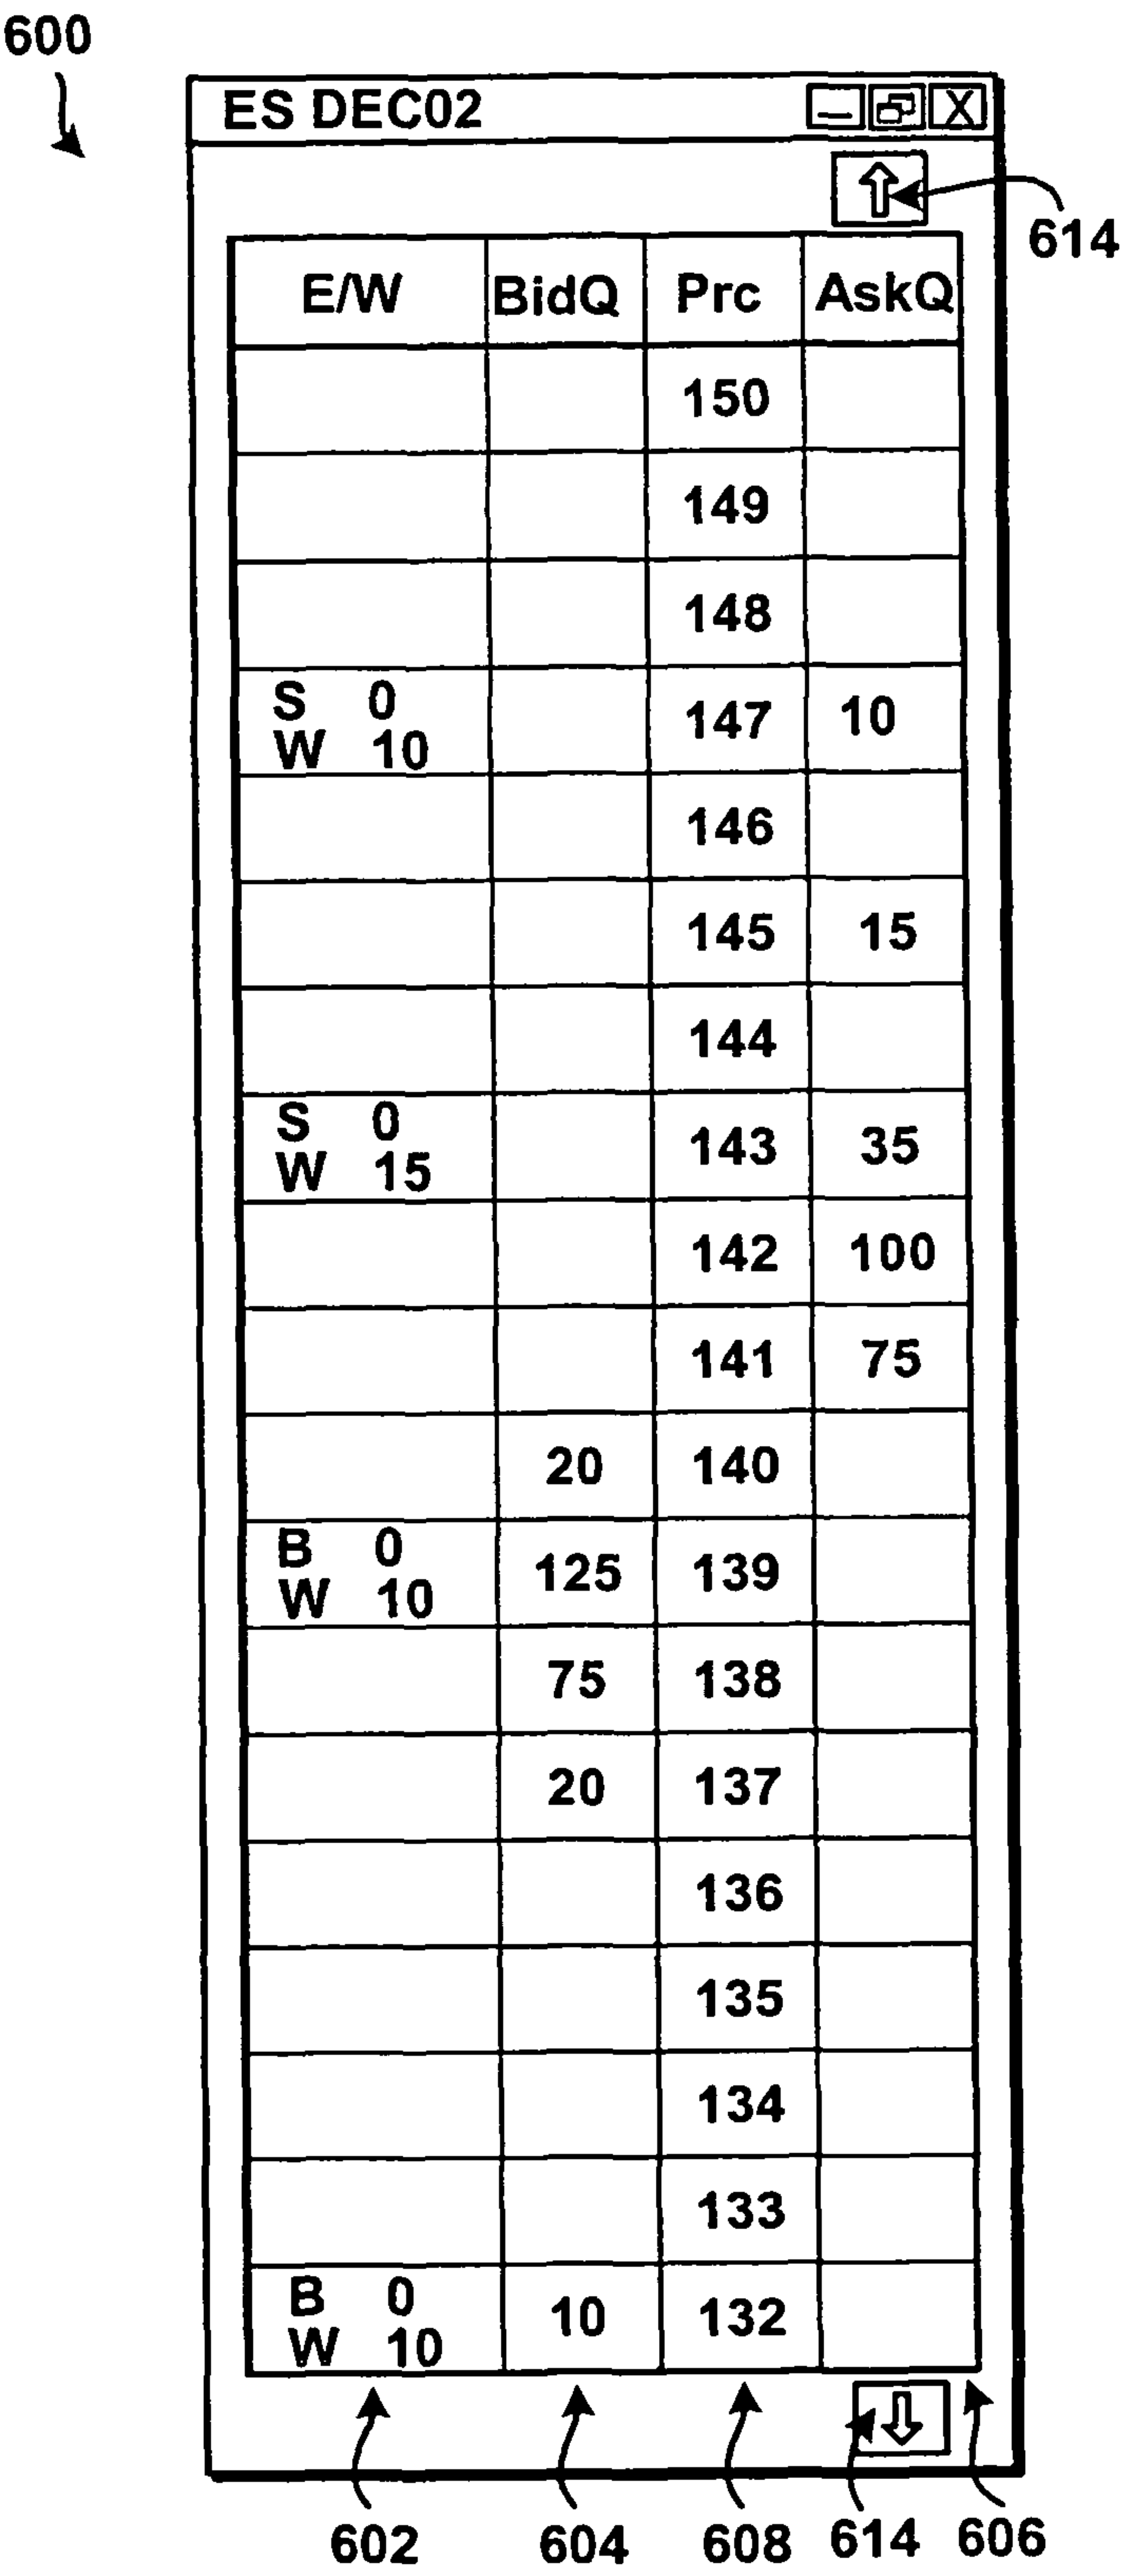 600
ES DEC02
614
E/W BidQ Prc AskQ
150
149
148
S 0
W 10
147 10
146
145 15
144
S 0
W 15
143 35
142 100
141 75
20 140
B 0
W 10
125 139
75 138
20 137
136
135
134
133
B 0
W 10
10 132
602 604 608 614 606